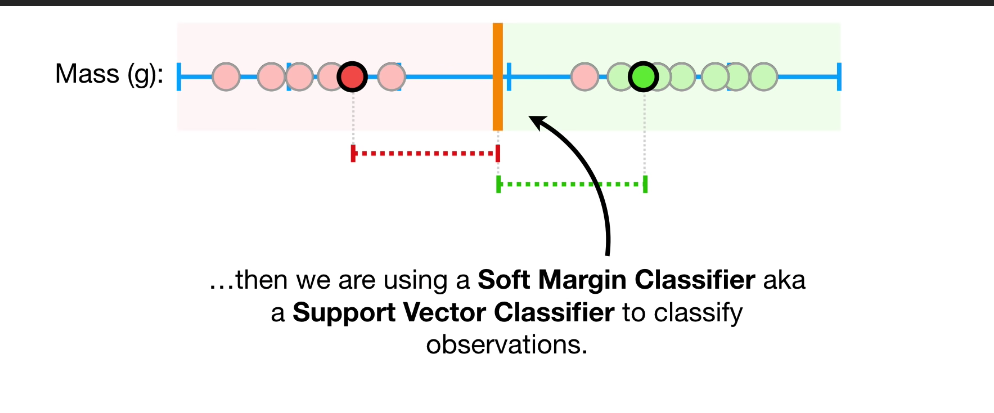 Mass (g):
…then we are using a Soft Margin Classifier aka
a Support Vector Classifier to classify
observations.